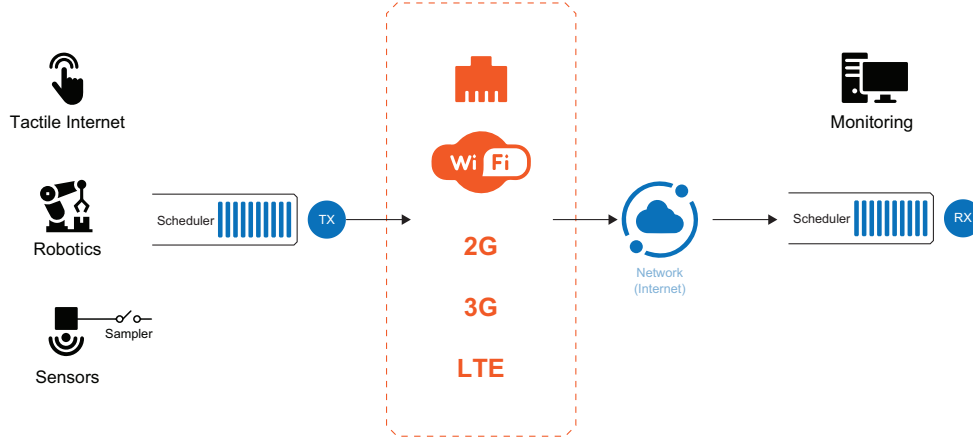 Tactile Internet
Robotics
Sensors
Sampler
Scheduler
TX
Wi Fi
2G
3G
LTE
Network
(Internet)
Monitoring
Scheduler
RX